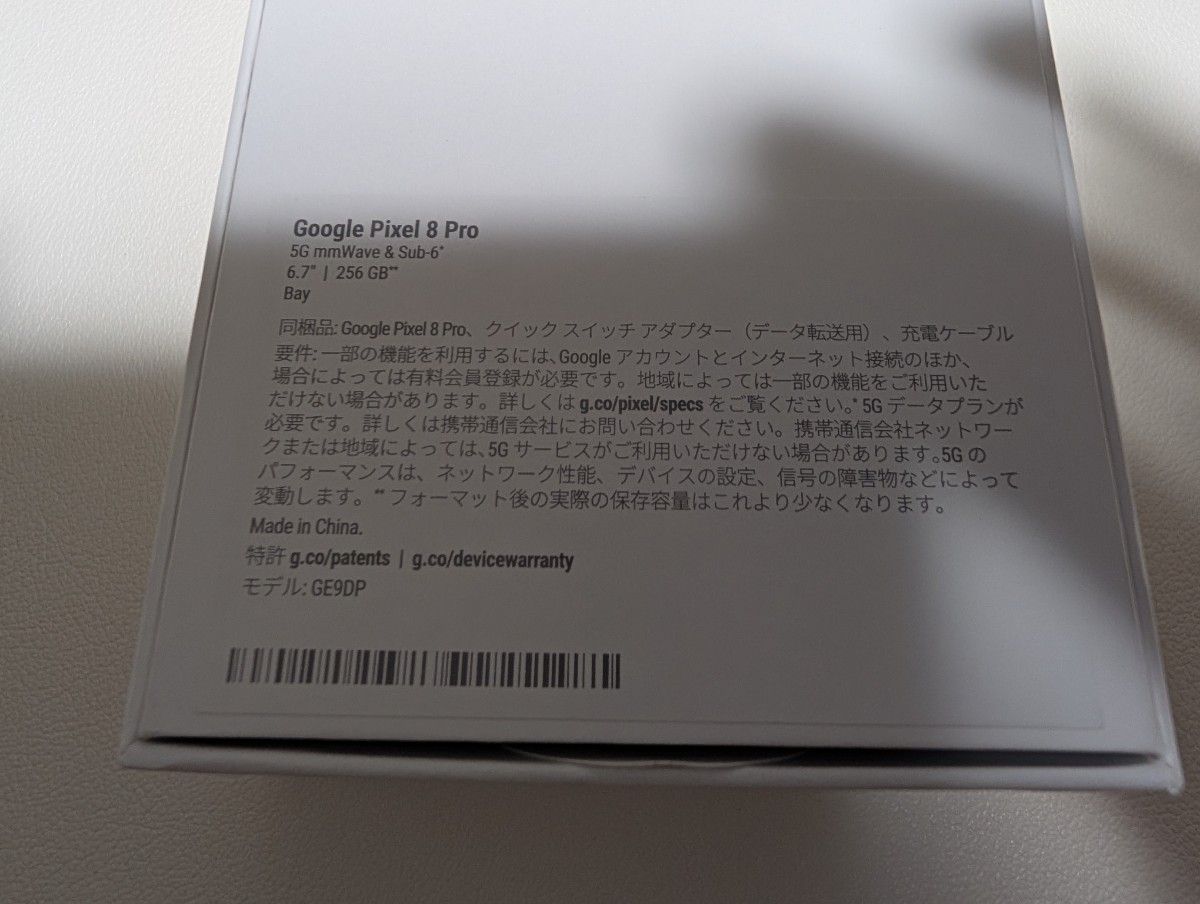 Google Pixel 8 Pro
5G mmWave & Sub-6*
6.7" | 256 GB**
Bay
同梱品: Google Pixel 8 Pro、クイック スイッチ アダプター（データ転送用）、充電ケーブル
要件: 一部の機能を利用するには、Google アカウントとインターネット接続のほか、
場合によっては有料会員登録が必要です。地域によっては一部の機能をご利用いた
だけない場合があります。詳しくは g.co/pixel/specs をご覧ください。* 5G データプランが
必要です。詳しくは携帯通信会社にお問い合わせください。携帯通信会社ネットワー
クまたは地域によっては、5G サービスがご利用いただけない場合があります。5G の
パフォーマンスは、ネットワーク性能、デバイスの設定、信号の障害物などによって
変動します。** フォーマット後の実際の保存容量はこれより少なくなります。
Made in China.
特許 g.co/patents | g.co/devicewarranty
モデル: GE9DP